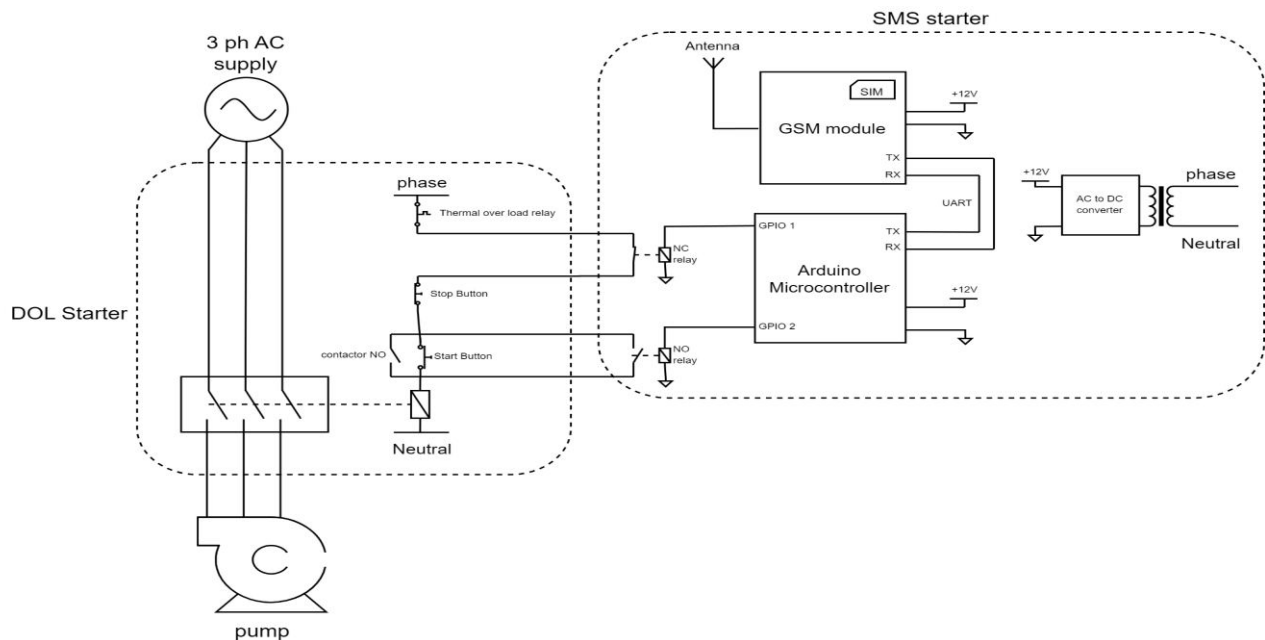 SMS starter
3 ph AC
supply
Antenna
SIM
+12V
GSM module
TX
RX
phase
Thermal over load relay
UART
+12V
AC to DC
converter
phase
Neutral
GPIO 1
TX
RX
NC
relay
Arduino
Microcontroller
+12V
Stop Button
DOL Starter
GPIO 2
contactor NO
Start Button
NO
relay
Neutral
pump